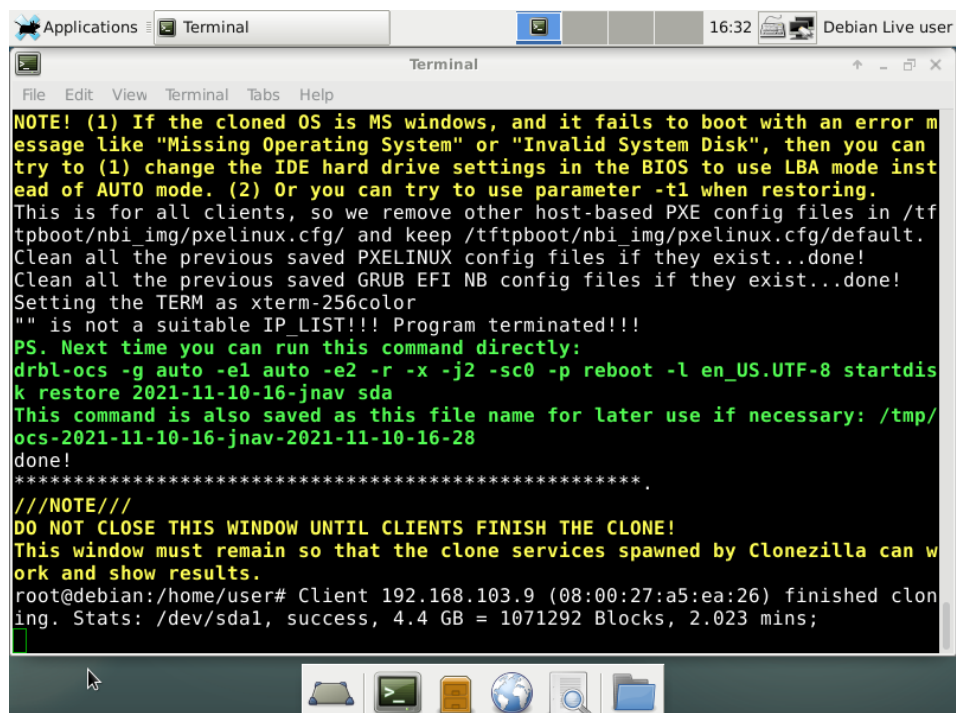 Applications Terminal 16:32 Debian Live user
Terminal
File Edit View Terminal Tabs Help
NOTE! (1) If the cloned OS is MS windows, and it fails to boot with an error m
essage like "Missing Operating System" or "Invalid System Disk", then you can
try to (1) change the IDE hard drive settings in the BIOS to use LBA mode inst
ead of AUTO mode. (2) Or you can try to use parameter -t1 when restoring.
This is for all clients, so we remove other host-based PXE config files in /tf
tpboot/nbi_img/pxelinux.cfg/ and keep /tftpboot/nbi_img/pxelinux.cfg/default.
Clean all the previous saved PXELINUX config files if they exist...done!
Clean all the previous saved GRUB EFI NB config files if they exist...done!
Setting the TERM as xterm-256color
"" is not a suitable IP_LIST!!! Program terminated!!!
PS. Next time you can run this command directly:
drbl-ocs -g auto -e1 auto -e2 -r -x -j2 -sc0 -p reboot -l en_US.UTF-8 startdis
k restore 2021-11-10-16-jnav sda
This command is also saved as this file name for later use if necessary: /tmp/
ocs-2021-11-10-16-jnav-2021-11-10-16-28
done!
*****************************************************.
///NOTE///
DO NOT CLOSE THIS WINDOW UNTIL CLIENTS FINISH THE CLONE!
This window must remain so that the clone services spawned by Clonezilla can w
ork and show results.
root@debian:/home/user# Client 192.168.103.9 (08:00:27:a5:ea:26) finished clon
ing. Stats: /dev/sda1, success, 4.4 GB = 1071292 Blocks, 2.023 mins;